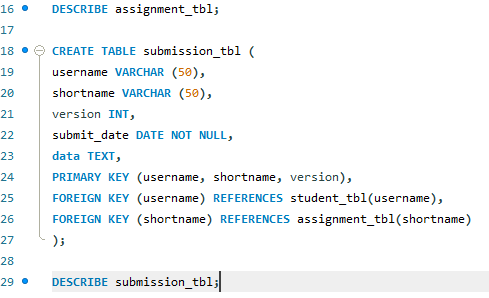 16 DESCRIBE assignment_tbl;
17
18 CREATE TABLE submission_tbl (
19 username VARCHAR (50),
20 shortname VARCHAR (50),
21 version INT,
22 submit_date DATE NOT NULL,
23 data TEXT,
24 PRIMARY KEY (username, shortname, version),
25 FOREIGN KEY (username) REFERENCES student_tbl(username),
26 FOREIGN KEY (shortname) REFERENCES assignment_tbl(shortname)
27 );
28
29 DESCRIBE submission_tbl;